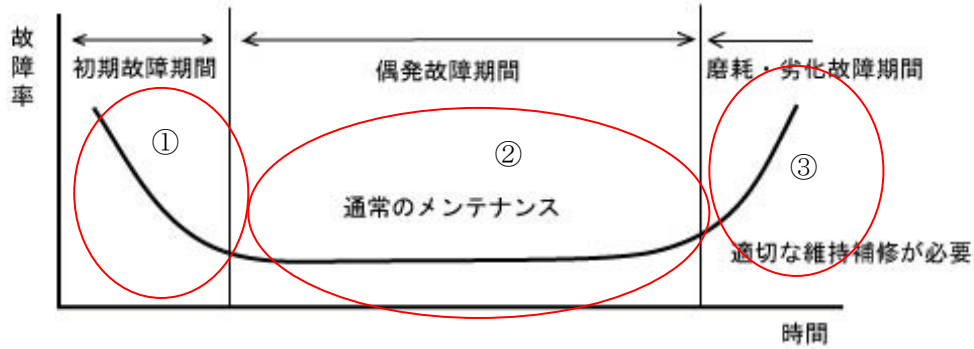 故障率
初期故障期間
偶発故障期間
磨耗・劣化故障期間
①
②
③
通常のメンテナンス
適切な維持補修が必要
時間